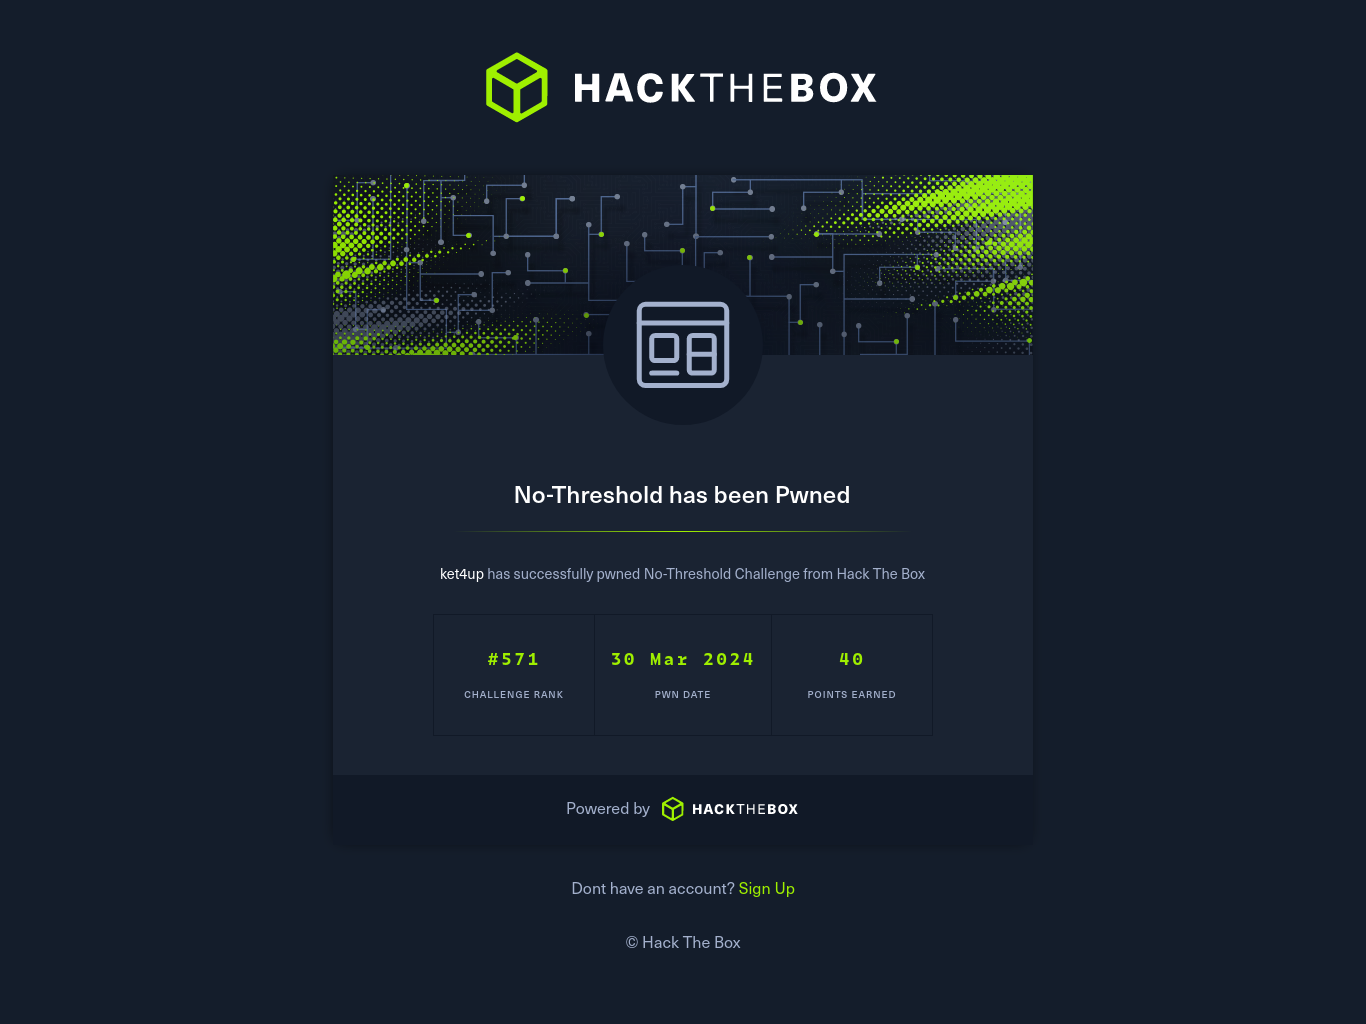 HACKTHEBOX
No-Threshold has been Pwned
ket4up has successfully pwned No-Threshold Challenge from Hack The Box
#571 30 Mar 2024 40
CHALLENGE RANK PWN DATE POINTS EARNED
Powered by HACKTHEBOX
Dont have an account? Sign Up
© Hack The Box